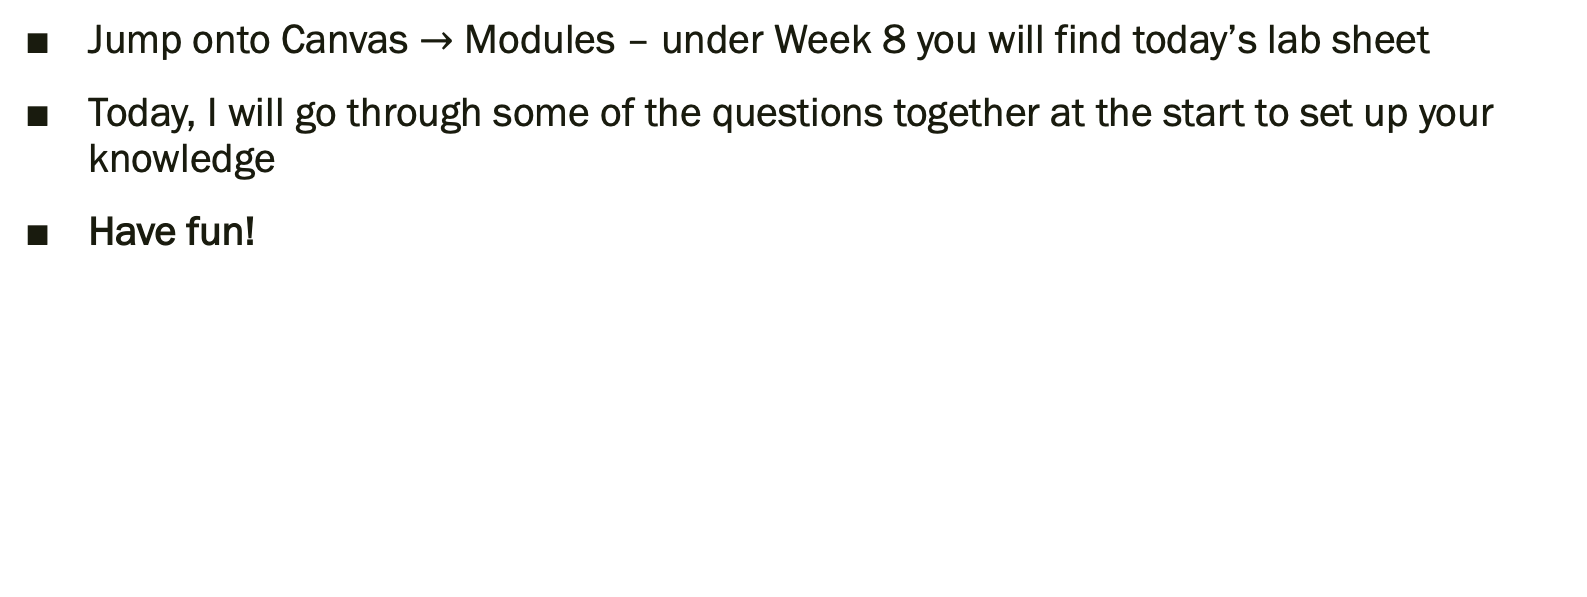 ■ Jump onto Canvas → Modules – under Week 8 you will find today’s lab sheet
■ Today, I will go through some of the questions together at the start to set up your
knowledge
■ Have fun!